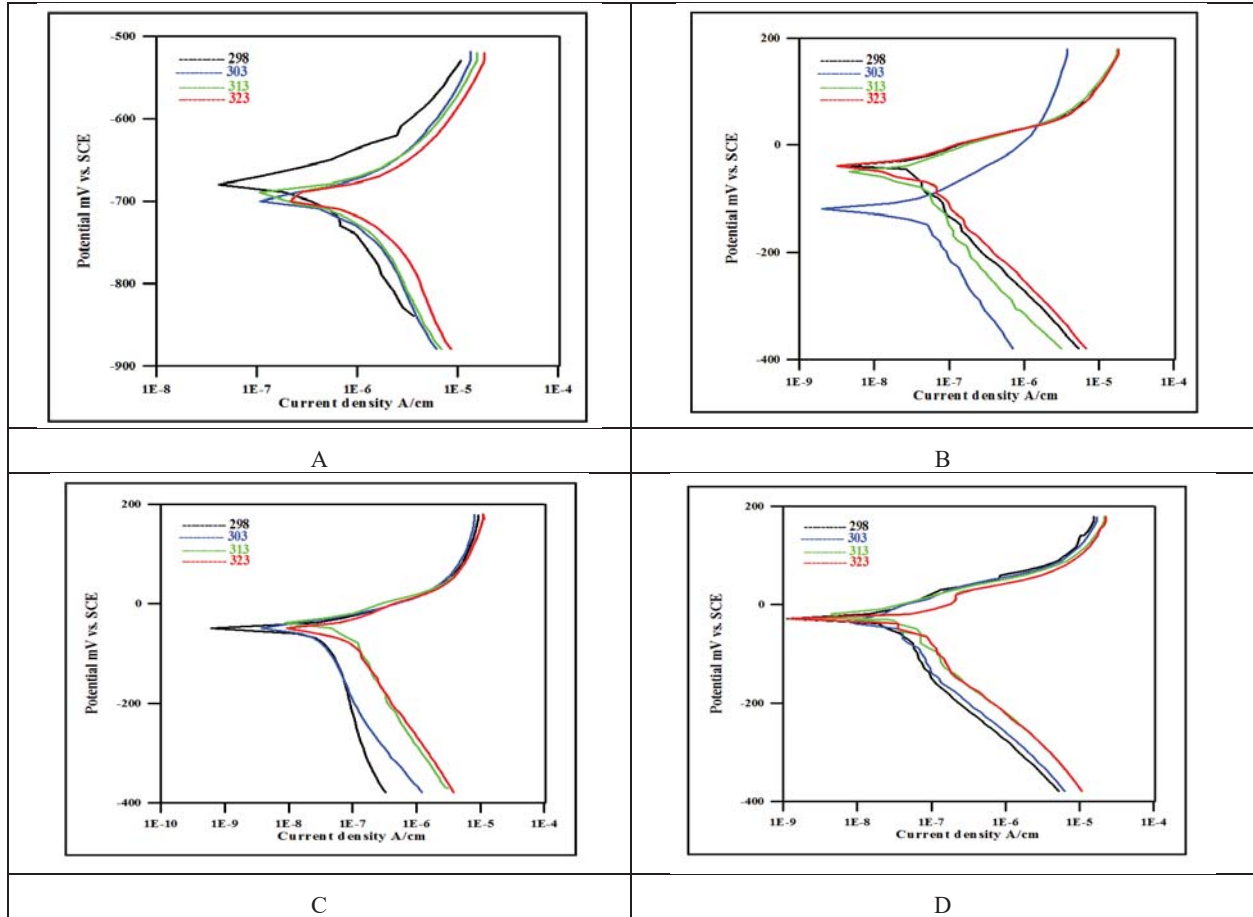 -500
-600
-700
-800
-900
Potential mV vs. SCE
298
303
313
323
1E-8 1E-7 1E-6 1E-5 1E-4
Current density A/cm
200
0
-200
-400
Potential mV vs. SCE
298
303
313
323
1E-9 1E-8 1E-7 1E-6 1E-5 1E-4
Current density A/cm
A B
200
0
-200
-400
Potential mV vs. SCE
298
303
313
323
1E-10 1E-9 1E-8 1E-7 1E-6 1E-5 1E-4
Current density A/cm
200
0
-200
-400
Potential mV vs. SCE
298
303
313
323
1E-9 1E-8 1E-7 1E-6 1E-5 1E-4
Current density A/cm
C D